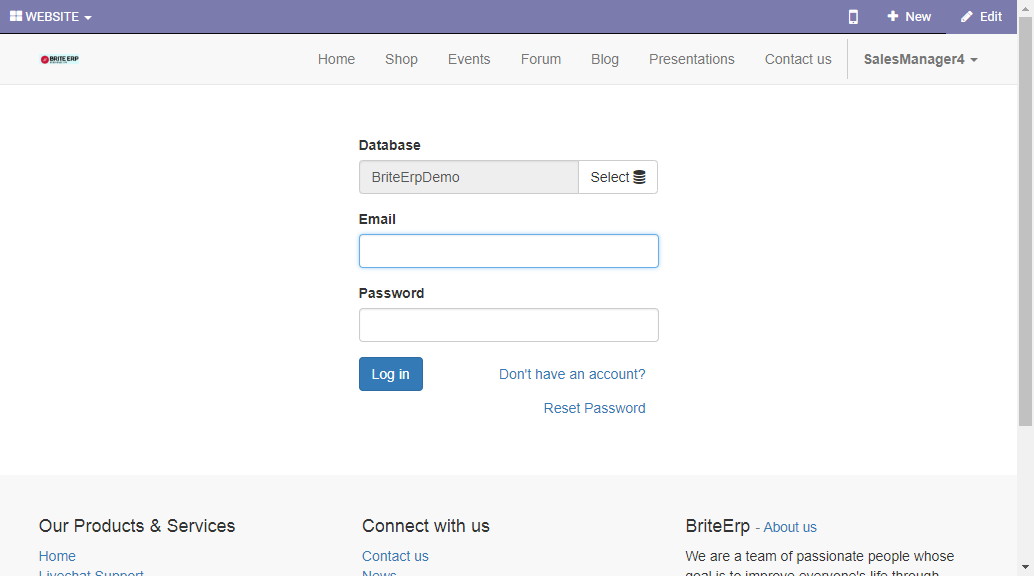 WEBSITE
New
Edit
BRITE ERP
Home
Shop
Events
Forum
Blog
Presentations
Contact us
SalesManager4
Database
BriteErpDemo
Select
Email
Password
Log in
Don't have an account?
Reset Password
Our Products & Services
Home
Livechat Support
Connect with us
Contact us
News
BriteErp - About us
We are a team of passionate people whose
goal is to improve everyone's life through